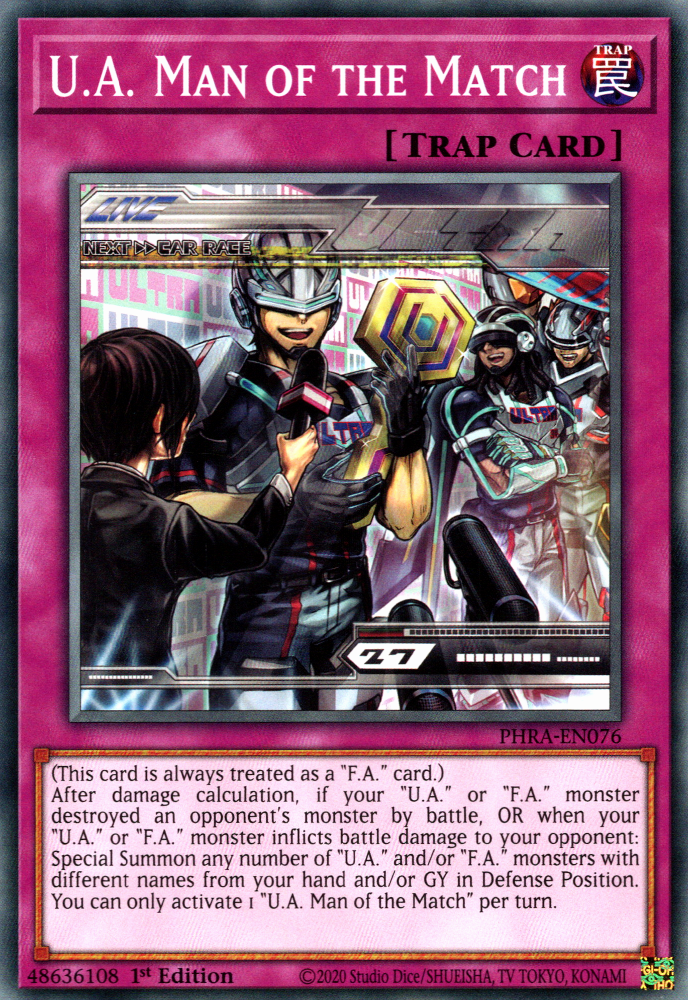 U.A. Man of the Match
TRAP
罠
[Trap Card]
LIVE
ULTRA
NEXT ▷▷ CAR RACE
ULTRA
ULTRA
ULTRA
27
PHRA-EN076
(This card is always treated as a "F.A." card.)
After damage calculation, if your "U.A." or "F.A." monster
destroyed an opponent's monster by battle, OR when your
"U.A." or "F.A." monster inflicts battle damage to your opponent:
Special Summon any number of "U.A." and/or "F.A." monsters with
different names from your hand and/or GY in Defense Position.
You can only activate 1 "U.A. Man of the Match" per turn.
48636108 1st Edition ©2020 Studio Dice/SHUEISHA, TV TOKYO, KONAMI